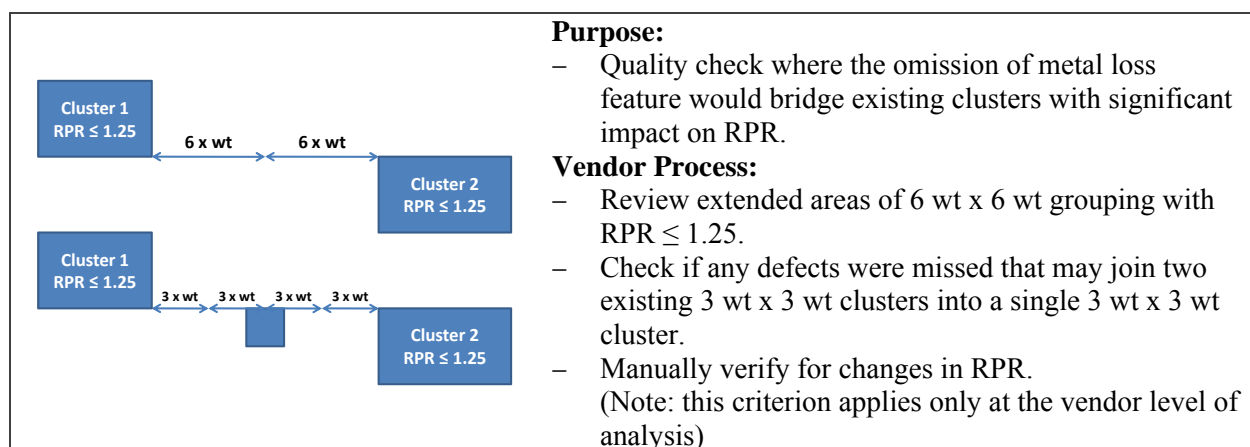 Cluster 1
RPR ≤ 1.25
6 x wt 6 x wt
Cluster 2
RPR ≤ 1.25
Cluster 1
RPR ≤ 1.25
3 x wt 3 x wt 3 x wt 3 x wt
Cluster 2
RPR ≤ 1.25
Purpose:
– Quality check where the omission of metal loss
feature would bridge existing clusters with significant
impact on RPR.
Vendor Process:
– Review extended areas of 6 wt x 6 wt grouping with
RPR ≤ 1.25.
– Check if any defects were missed that may join two
existing 3 wt x 3 wt clusters into a single 3 wt x 3 wt
cluster.
– Manually verify for changes in RPR.
(Note: this criterion applies only at the vendor level of
analysis)